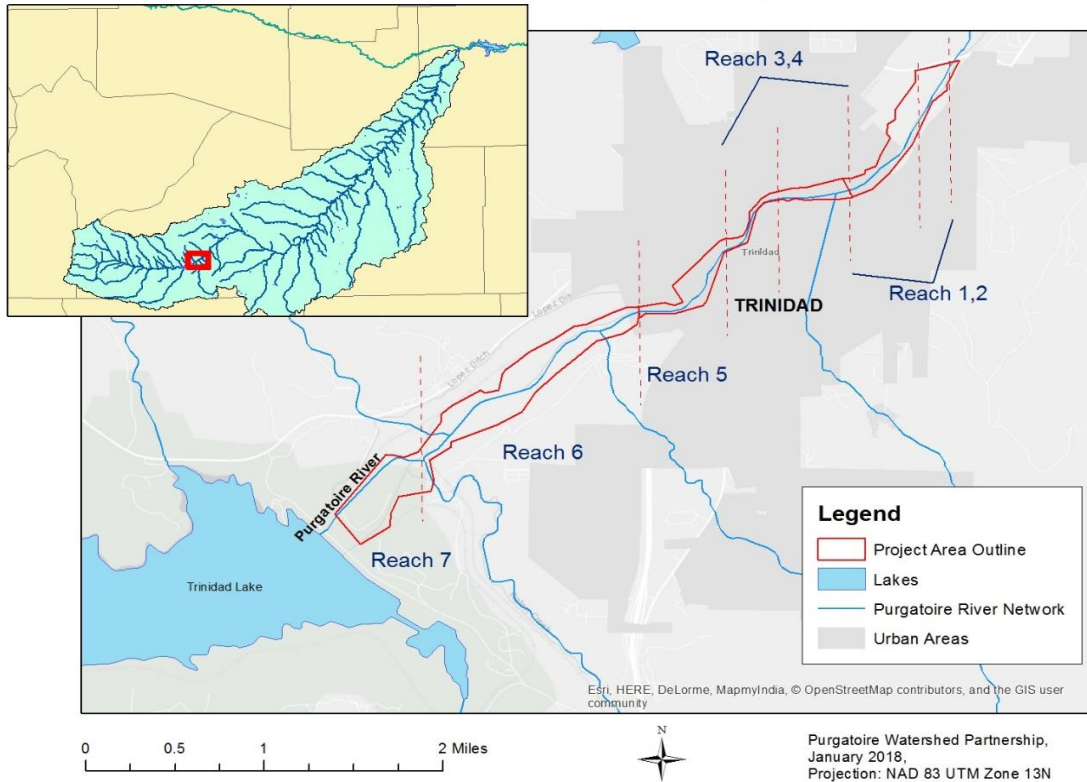 Reach 3,4
Trinidad
Reach 1,2
TRINIDAD
Lopez Ditch
Lopez Ditch
Reach 5
Reach 6
Purgatoire River
Reach 7
Trinidad Lake
Legend
Project Area Outline
Lakes
Purgatoire River Network
Urban Areas
Esri, HERE, DeLorme, MapmyIndia, © OpenStreetMap contributors, and the GIS user
community
0 0.5 1 2 Miles
N
Purgatoire Watershed Partnership,
January 2018,
Projection: NAD 83 UTM Zone 13N